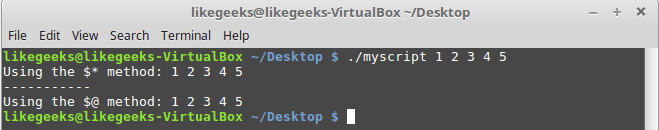 likegeeks@likegeeks-VirtualBox ~/Desktop
File Edit View Search Terminal Help
likegeeks@likegeeks-VirtualBox ~/Desktop $ ./myscript 1 2 3 4 5
Using the $* method: 1 2 3 4 5
-----------
Using the $@ method: 1 2 3 4 5
likegeeks@likegeeks-VirtualBox ~/Desktop $